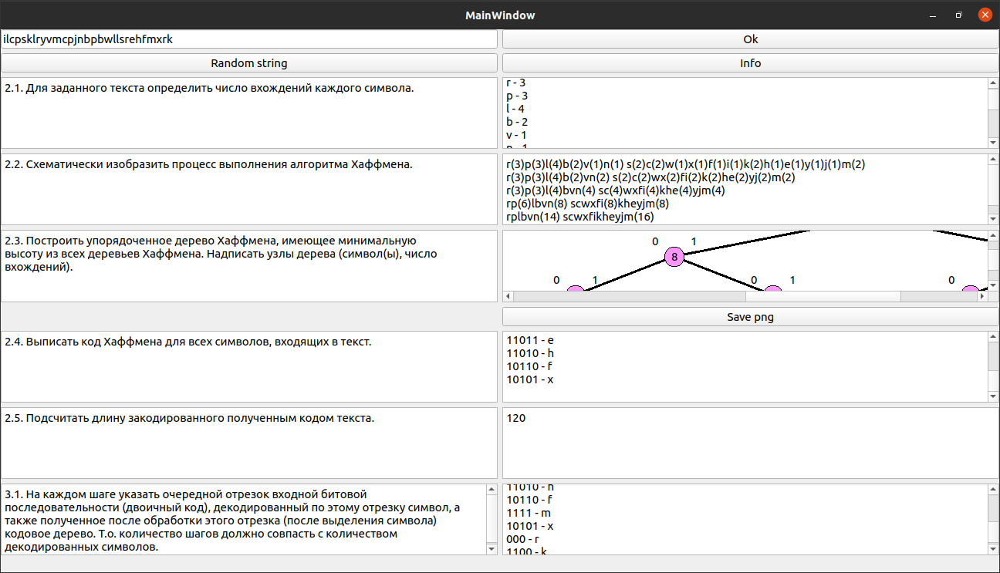 MainWindow
ilcpsklryvmcpjnbpbwllsrehfmxrk
Ok
Random string
Info
2.1. Для заданного текста определить число вхождений каждого символа.
r - 3
p - 3
l - 4
b - 2
v - 1
n - 1
2.2. Схематически изобразить процесс выполнения алгоритма Хаффмена.
r(3)p(3)l(4)b(2)v(1)n(1) s(2)c(2)w(1)x(1)f(1)i(1)k(2)h(1)e(1)y(1)j(1)m(2)
r(3)p(3)l(4)b(2)vn(2) s(2)c(2)wx(2)fi(2)k(2)he(2)yj(2)m(2)
r(3)p(3)l(4)bvn(4) sc(4)wxfi(4)khe(4)yjm(4)
rp(6)lbvn(8) scwxfi(8)kheyjm(8)
rplbvn(14) scwxfikheyjm(16)
2.3. Построить упорядоченное дерево Хаффмена, имеющее минимальную
высоту из всех деревьев Хаффмена. Надписать узлы дерева (символ(ы), число
вхождений).
0 1
8
0 1 0 1 0
Save png
2.4. Выписать код Хаффмена для всех символов, входящих в текст.
11011 - e
11010 - h
10110 - f
10101 - x
2.5. Подсчитать длину закодированного полученным кодом текста.
120
3.1. На каждом шаге указать очередной отрезок входной битовой
последовательности (двоичный код), декодированный по этому отрезку символ, а
также полученное после обработки этого отрезка (после выделения символа)
кодовое дерево. Т.о. количество шагов должно совпасть с количеством
декодированных символов.
11010 - h
10110 - f
1111 - m
10101 - x
000 - r
1100 - k